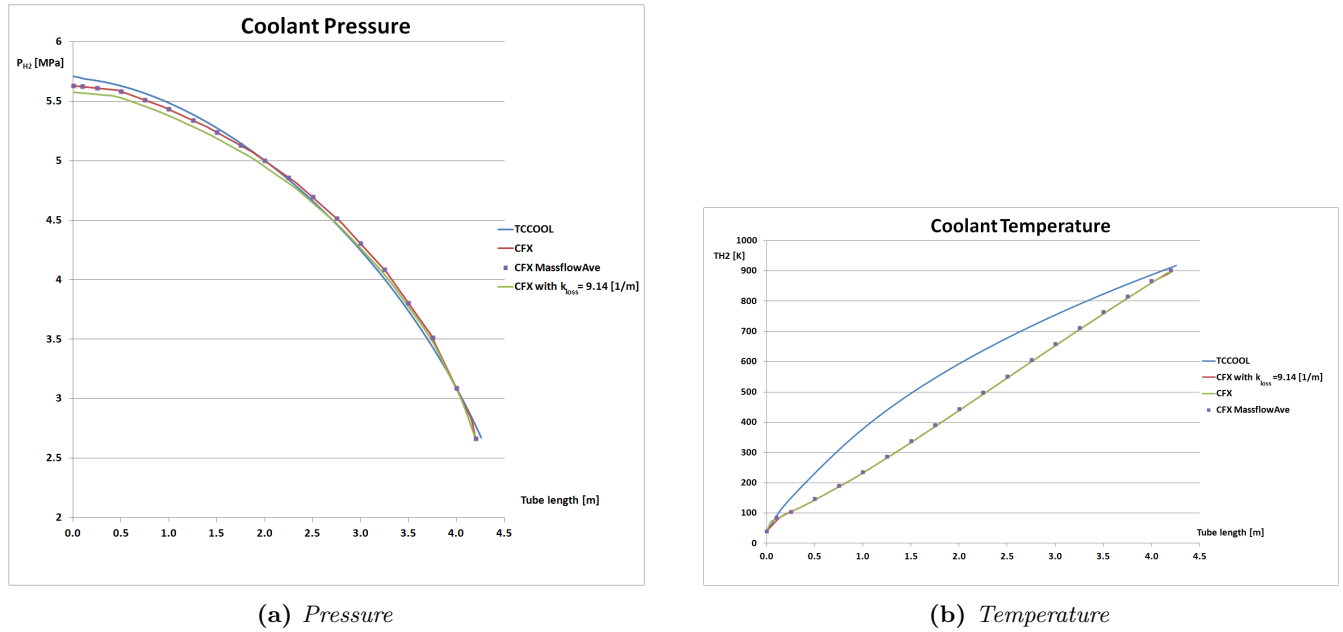 Coolant Pressure
6
P_H2 [MPa]
5.5
5
4.5
4
3.5
3
2.5
2
0.0 0.5 1.0 1.5 2.0 2.5 3.0 3.5 4.0 4.5
TCCOOL
CFX
CFX MassflowAve
CFX with k_loss= 9.14 [1/m]
Tube length [m]
(a) Pressure
Coolant Temperature
1000
TH2 [K]
900
800
700
600
500
400
300
200
100
0
0.0 0.5 1.0 1.5 2.0 2.5 3.0 3.5 4.0 4.5
TCCOOL
CFX with k_loss =9.14 [1/m]
CFX
CFX MassflowAve
Tube length [m]
(b) Temperature